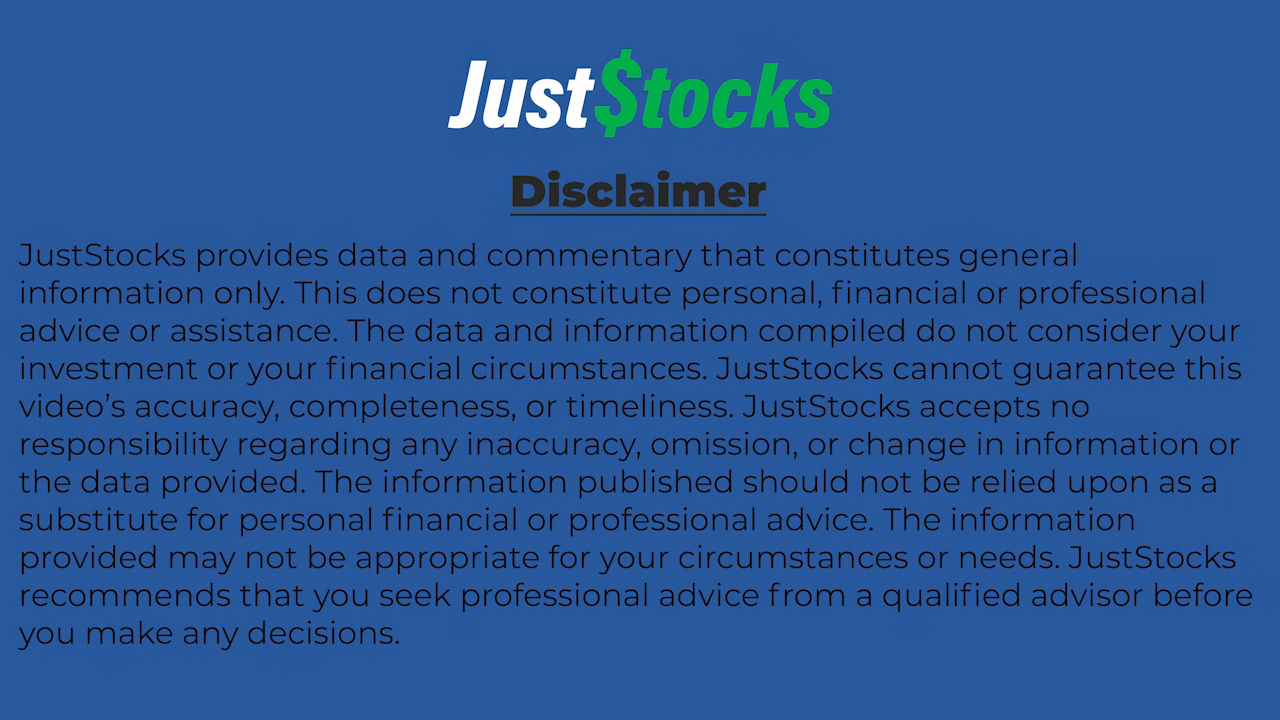 Just$tocks
Disclaimer
JustStocks provides data and commentary that constitutes general
information only. This does not constitute personal, financial or professional
advice or assistance. The data and information compiled do not consider your
investment or your financial circumstances. JustStocks cannot guarantee this
video’s accuracy, completeness, or timeliness. JustStocks accepts no
responsibility regarding any inaccuracy, omission, or change in information or
the data provided. The information published should not be relied upon as a
substitute for personal financial or professional advice. The information
provided may not be appropriate for your circumstances or needs. JustStocks
recommends that you seek professional advice from a qualified advisor before
you make any decisions.